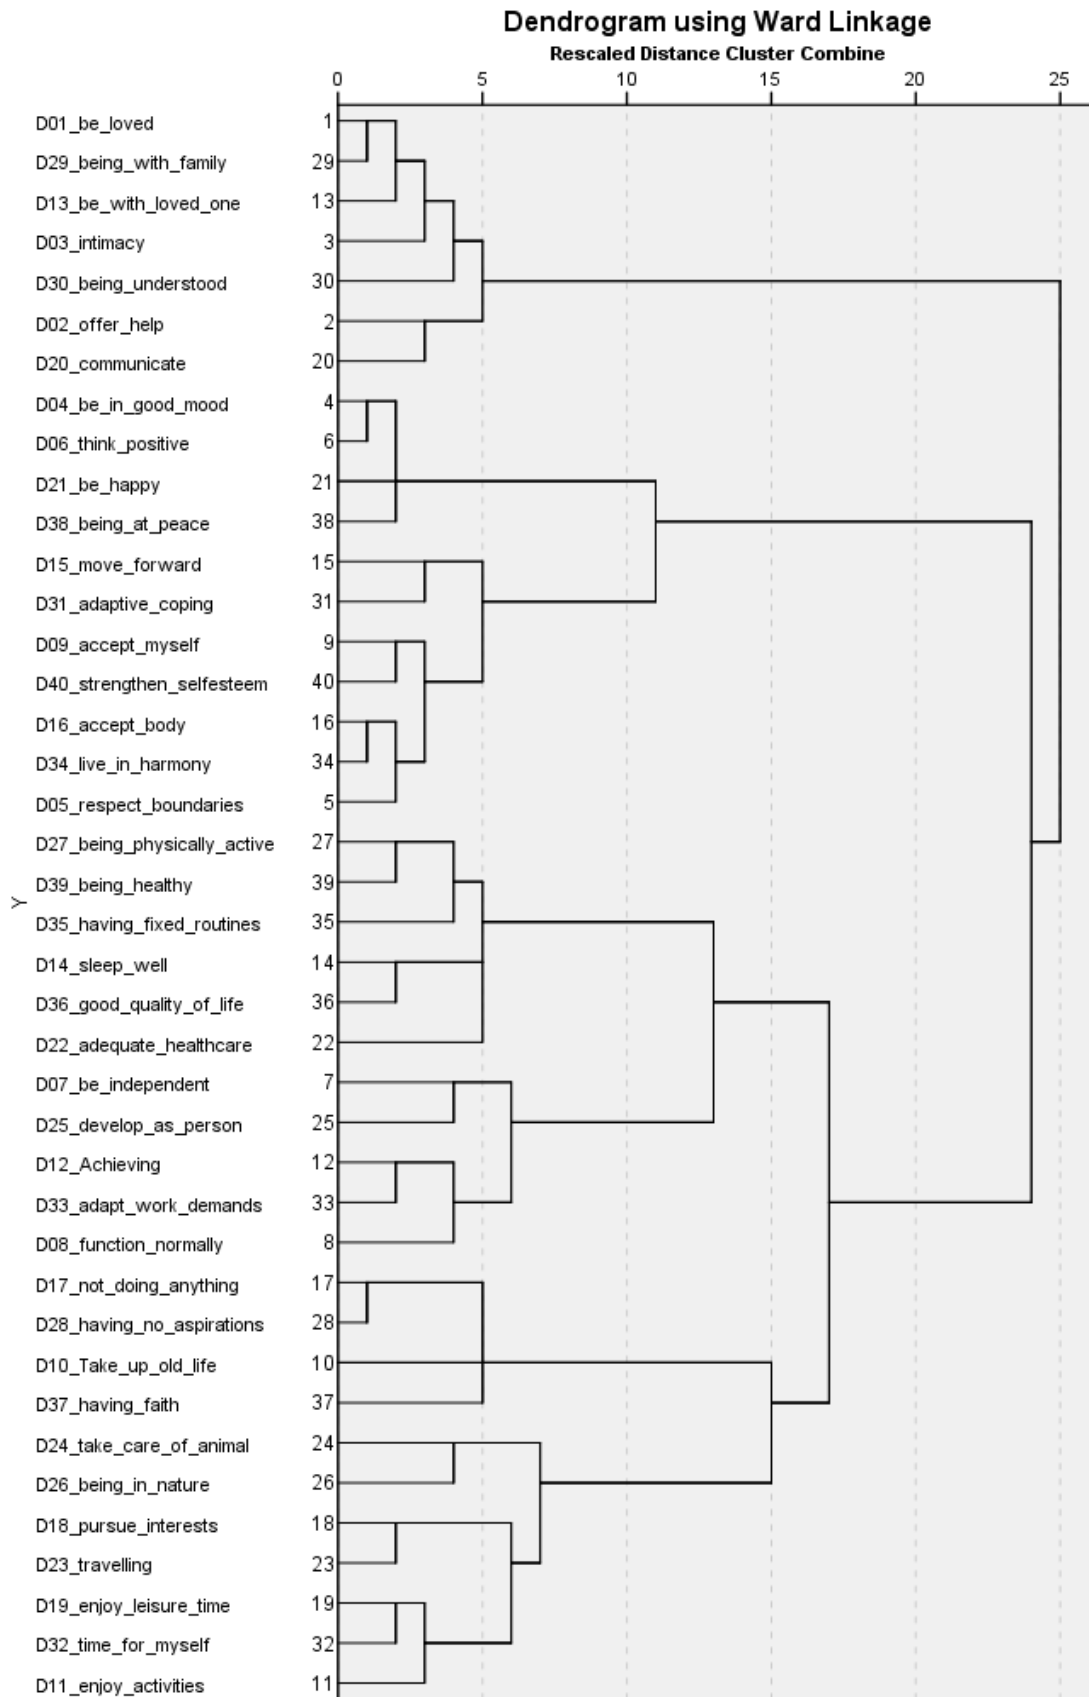 Dendrogram using Ward Linkage
Rescaled Distance Cluster Combine
0 5 10 15 20 25
D01_be_loved 1
D29_being_with_family 29
D13_be_with_loved_one 13
D03_intimacy 3
D30_being_understood 30
D02_offer_help 2
D20_communicate 20
D04_be_in_good_mood 4
D06_think_positive 6
D21_be_happy 21
D38_being_at_peace 38
D15_move_forward 15
D31_adaptive_coping 31
D09_accept_myself 9
D40_strengthen_selfesteem 40
D16_accept_body 16
D34_live_in_harmony 34
D05_respect_boundaries 5
D27_being_physically_active 27
D39_being_healthy 39
Y
D35_having_fixed_routines 35
D14_sleep_well 14
D36_good_quality_of_life 36
D22_adequate_healthcare 22
D07_be_independent 7
D25_develop_as_person 25
D12_Achieving 12
D33_adapt_work_demands 33
D08_function_normally 8
D17_not_doing_anything 17
D28_having_no_aspirations 28
D10_Take_up_old_life 10
D37_having_faith 37
D24_take_care_of_animal 24
D26_being_in_nature 26
D18_pursue_interests 18
D23_travelling 23
D19_enjoy_leisure_time 19
D32_time_for_myself 32
D11_enjoy_activities 11